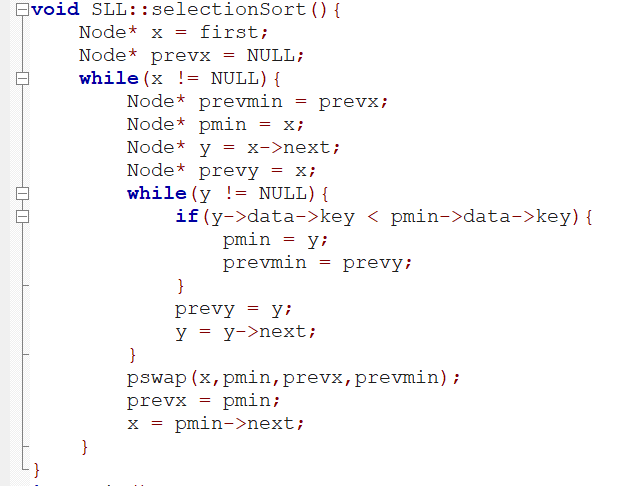 void SLL::selectionSort(){
    Node* x = first;
    Node* prevx = NULL;
    while(x != NULL){
        Node* prevmin = prevx;
        Node* pmin = x;
        Node* y = x->next;
        Node* prevy = x;
        while(y != NULL){
            if(y->data->key < pmin->data->key){
                pmin = y;
                prevmin = prevy;
            }
            prevy = y;
            y = y->next;
        }
        pswap(x,pmin,prevx,prevmin);
        prevx = pmin;
        x = pmin->next;
    }
}